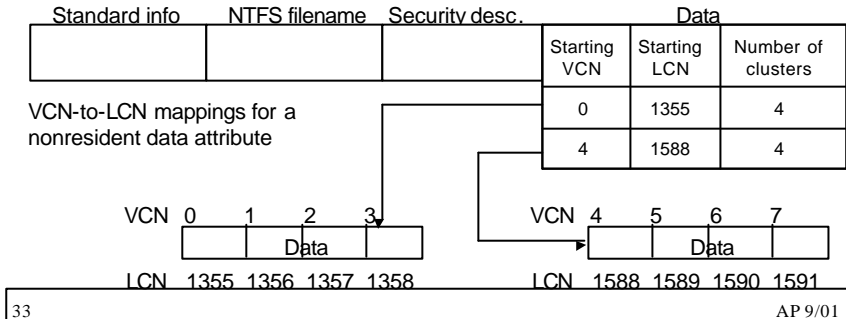 Standard info NTFS filename Security desc. Data
Starting VCN Starting LCN Number of clusters
0 1355 4
4 1588 4
VCN-to-LCN mappings for a
nonresident data attribute
VCN 0 1 2 3 VCN 4 5 6 7
Data Data
LCN 1355 1356 1357 1358 LCN 1588 1589 1590 1591
33 AP 9/01